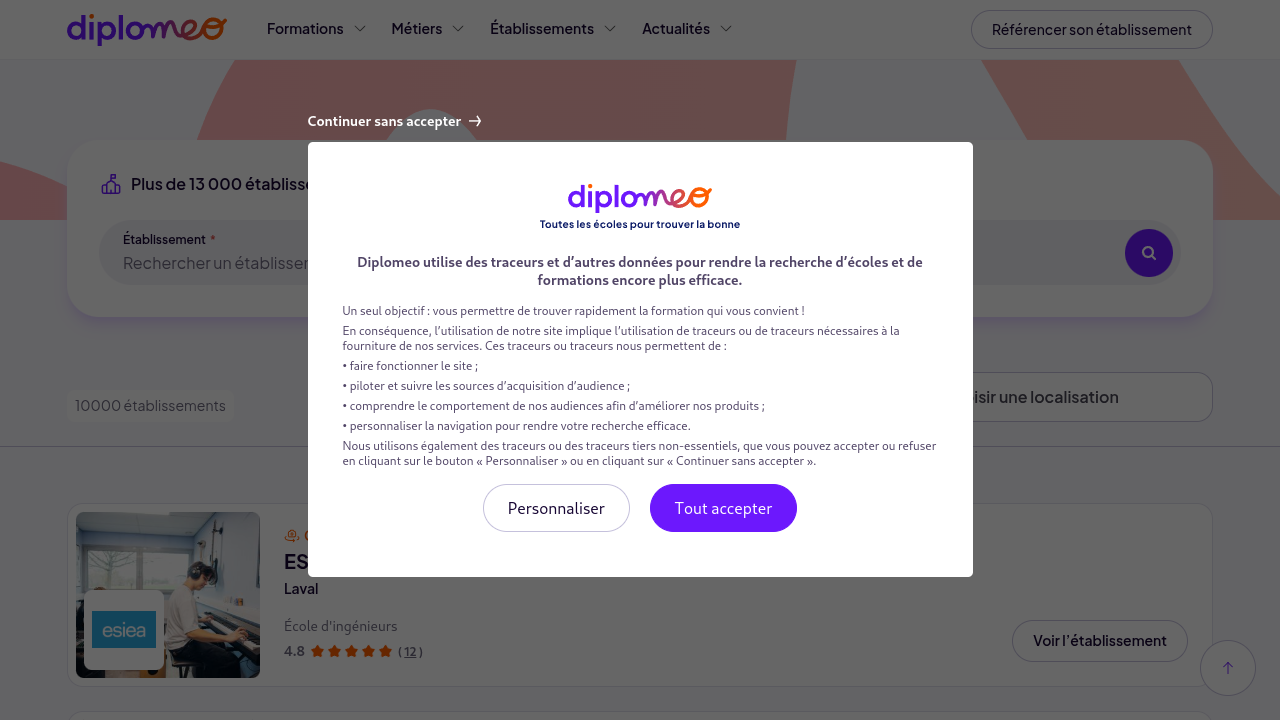 diplomeo
Formations
Métiers
Établissements
Actualités
Référencer son établissement
Continuer sans accepter
Plus de 13 000
Établissement *
Rechercher un
diplomeo
Toutes les écoles pour trouver la bonne
Diplomeo utilise des traceurs et d’autres données pour rendre la recherche d’écoles et de
formations encore plus efficace.
Un seul objectif : vous permettre de trouver rapidement la formation qui vous convient !
En conséquence, l’utilisation de notre site implique l’utilisation de traceurs ou de traceurs nécessaires à la
fourniture de nos services. Ces traceurs ou traceurs nous permettent de :
• faire fonctionner le site ;
• piloter et suivre les sources d’acquisition d’audience ;
• comprendre le comportement de nos audiences afin d’améliorer nos produits ;
• personnaliser la navigation pour rendre votre recherche efficace.
Nous utilisons également des traceurs ou des traceurs tiers non-essentiels, que vous pouvez accepter ou refuser
en cliquant sur le bouton « Personnaliser » ou en cliquant sur « Continuer sans accepter ».
Personnaliser
Tout accepter
10000 établissements
une localisation
esiea
Laval
École d'ingénieurs
4.8
(12)
Voir l'établissement